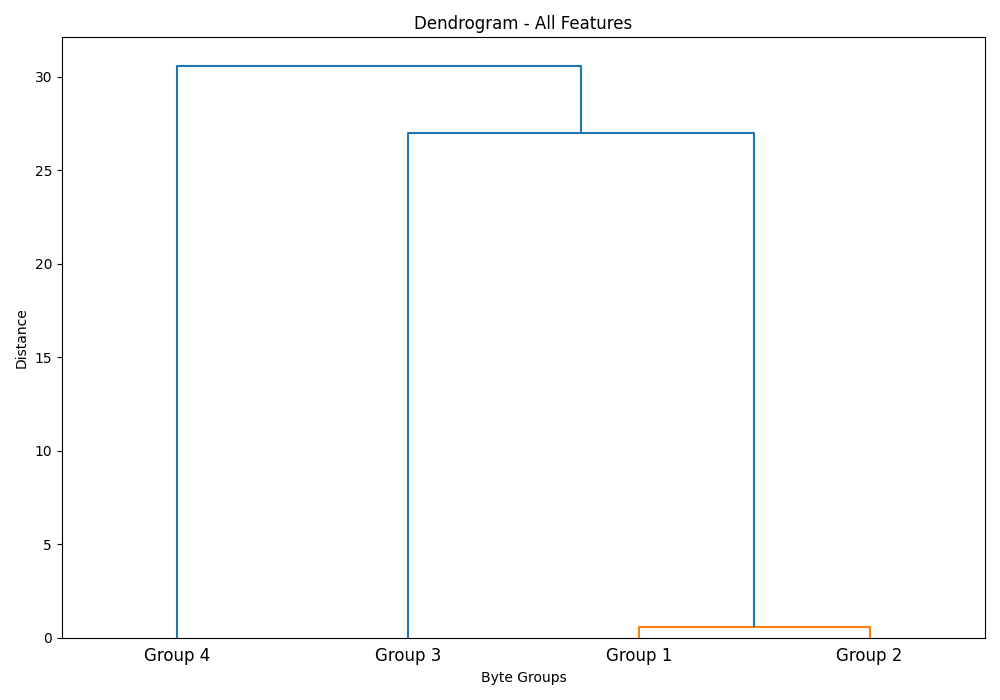 Dendrogram - All Features
30
25
20
15
10
5
0
Distance
Group 4
Group 3
Group 1
Group 2
Byte Groups